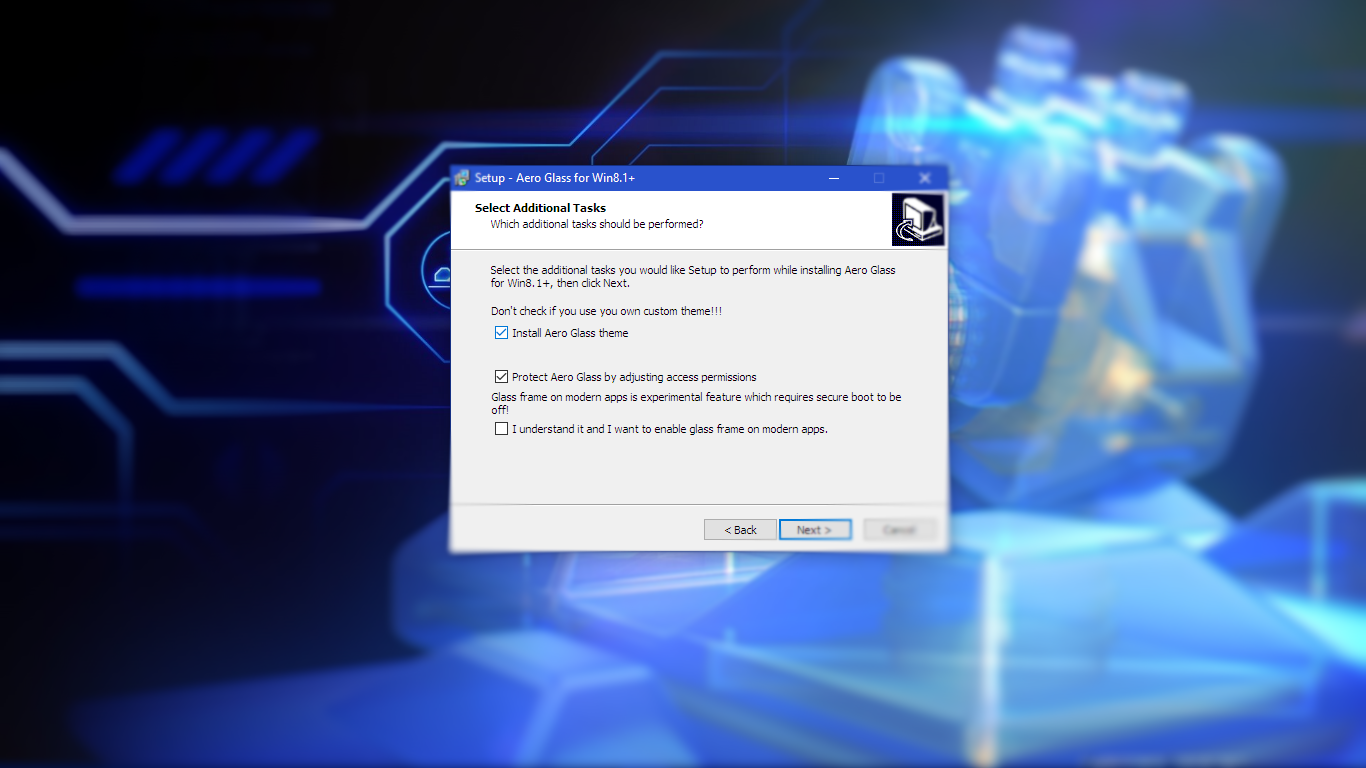 Setup - Aero Glass for Win8.1+
Select Additional Tasks
Which additional tasks should be performed?
Select the additional tasks you would like Setup to perform while installing Aero Glass
for Win8.1+, then click Next.
Don't check if you use you own custom theme!!!
Install Aero Glass theme
Protect Aero Glass by adjusting access permissions
Glass frame on modern apps is experimental feature which requires secure boot to be
off!
I understand it and I want to enable glass frame on modern apps.
< Back Next > Cancel